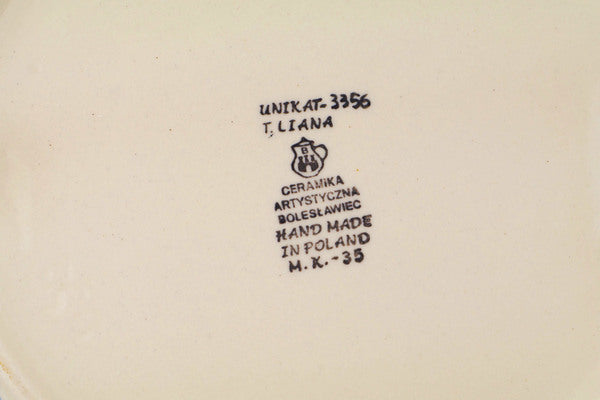 UNIKAT-3356
T. LIANA
B
CERAMIKA
ARTYSTYCZNA
BOLESŁAWIEC
HAND MADE
IN POLAND
M.K.-35